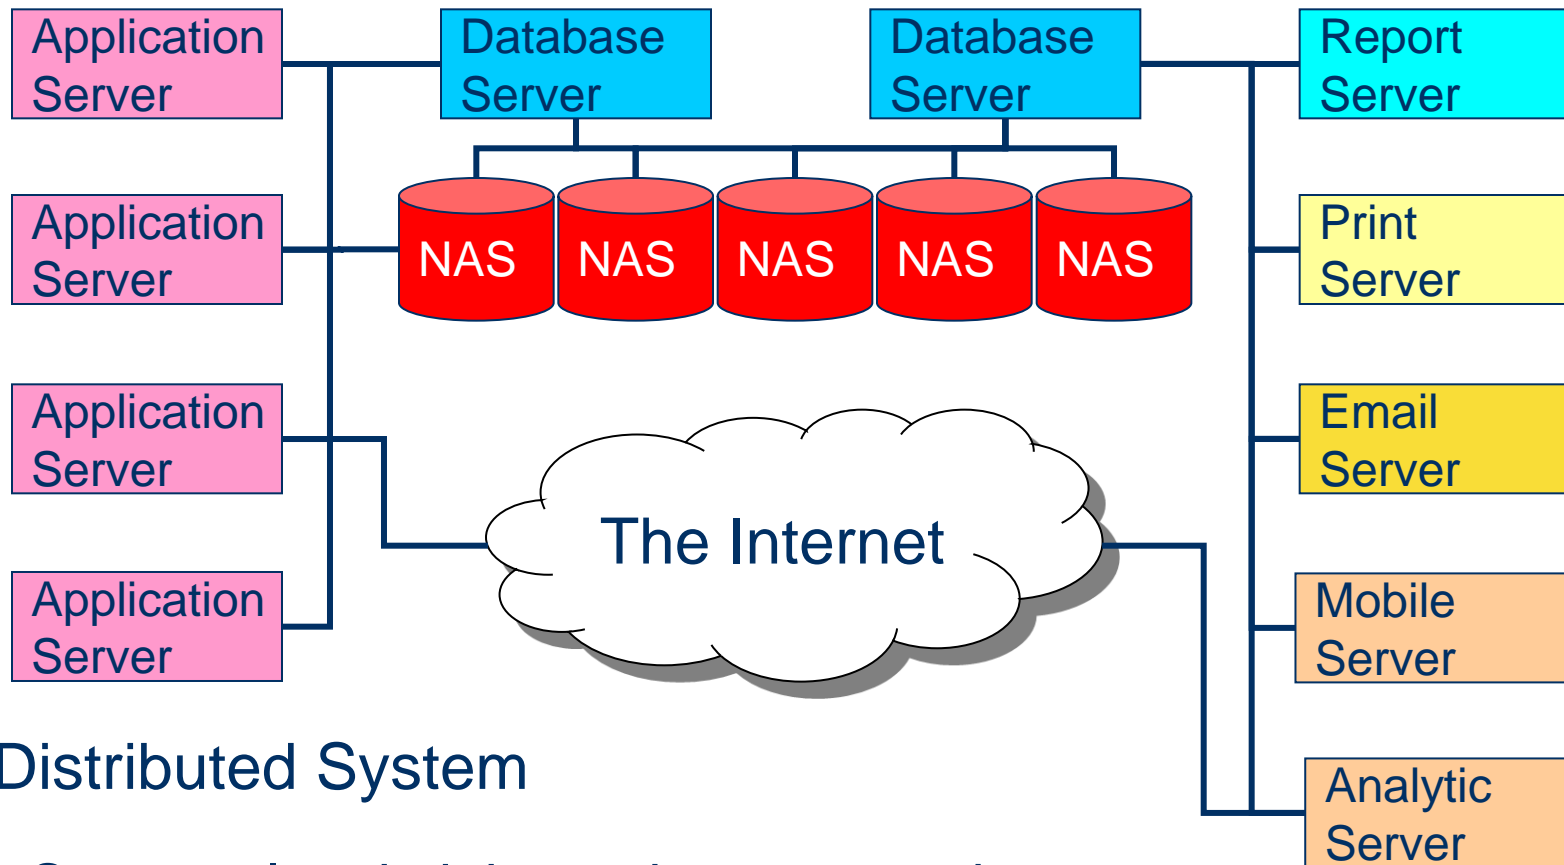 Application
Server
Database
Server
Database
Server
Report
Server
Application
Server
NAS
NAS
NAS
NAS
NAS
Print
Server
Application
Server
The Internet
Email
Server
Application
Server
Mobile
Server
Distributed System
Analytic
Server